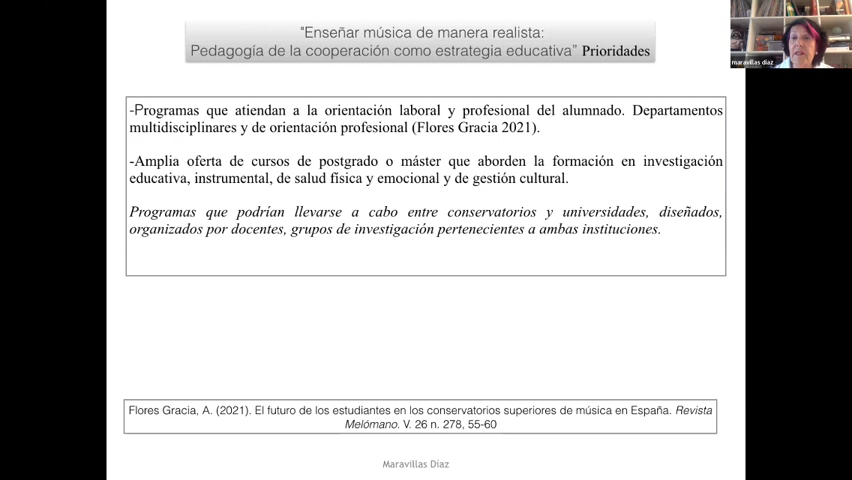 "Enseñar música de manera realista:
Pedagogía de la cooperación como estrategia educativa” Prioridades
maravillas díaz
-Programas que atiendan a la orientación laboral y profesional del alumnado. Departamentos
multidisciplinares y de orientación profesional (Flores Gracia 2021).
-Amplia oferta de cursos de postgrado o máster que aborden la formación en investigación
educativa, instrumental, de salud física y emocional y de gestión cultural.
Programas que podrían llevarse a cabo entre conservatorios y universidades, diseñados,
organizados por docentes, grupos de investigación pertenecientes a ambas instituciones.
Flores Gracia, A. (2021). El futuro de los estudiantes en los conservatorios superiores de música en España. Revista
Melómano. V. 26 n. 278, 55-60
Maravillas Díaz